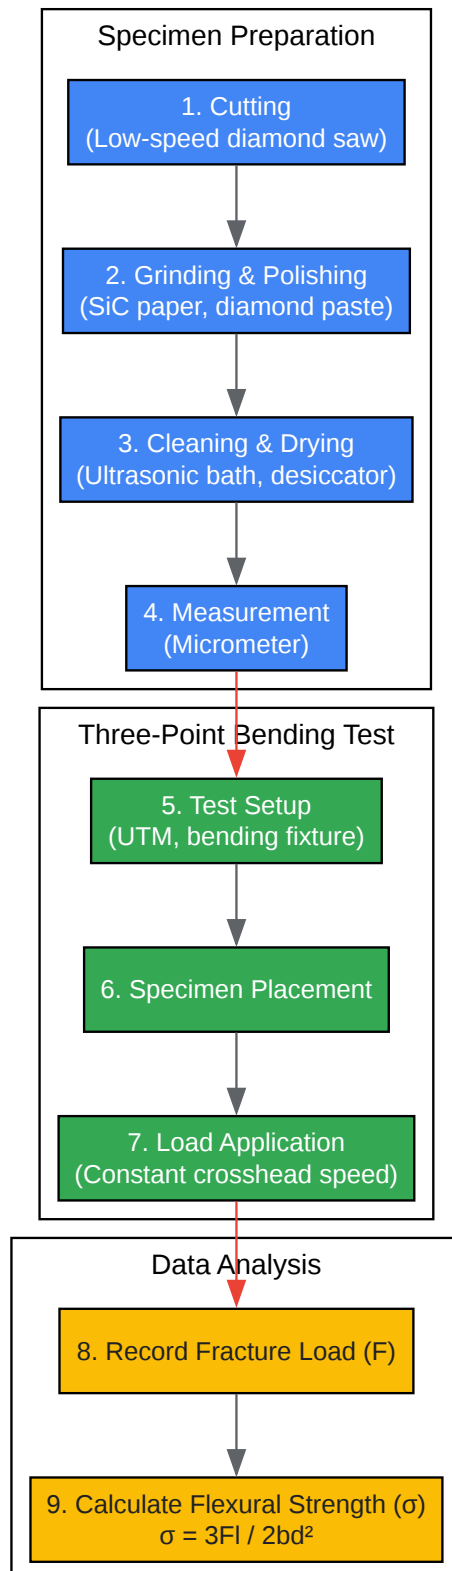 Specimen Preparation
1. Cutting
(Low-speed diamond saw)
2. Grinding & Polishing
(SiC paper, diamond paste)
3. Cleaning & Drying
(Ultrasonic bath, desiccator)
4. Measurement
(Micrometer)
Three-Point Bending Test
5. Test Setup
(UTM, bending fixture)
6. Specimen Placement
7. Load Application
(Constant crosshead speed)
Data Analysis
8. Record Fracture Load (F)
9. Calculate Flexural Strength (σ)
σ = 3Fl / 2bd²